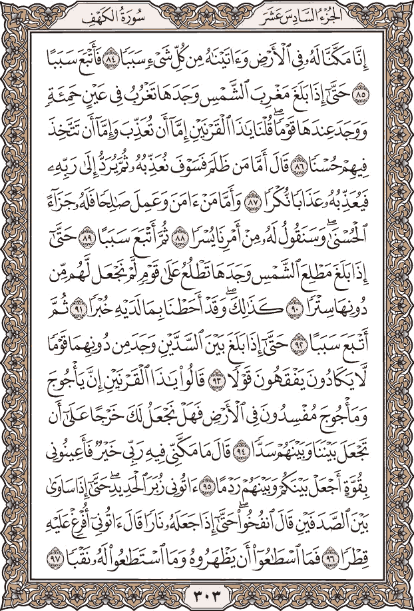 الجزء السادس عشر
سورة الكهف
إِنَّا مَكَّنَّا لَهُۥ فِى ٱلۡأَرۡضِ وَءَاتَيۡنَٰهُ مِن كُلِّ شَىۡءٖ سَبَبٗا ٨٤ فَأَتۡبَعَ سَبَبًا
٨٥ حَتَّىٰٓ إِذَا بَلَغَ مَغۡرِبَ ٱلشَّمۡسِ وَجَدَهَا تَغۡرُبُ فِى عَيۡنٍ حَمِئَةٖ
وَوَجَدَ عِندَهَا قَوۡمٗاۖ قُلۡنَا يَٰذَا ٱلۡقَرۡنَيۡنِ إِمَّآ أَن تُعَذِّبَ وَإِمَّآ أَن تَتَّخِذَ
فِيهِمۡ حُسۡنٗا ٨٦ قَالَ أَمَّا مَن ظَلَمَ فَسَوۡفَ نُعَذِّبُهُۥ ثُمَّ يُرَدُّ إِلَىٰ رَبِّهِۦ
فَيُعَذِّبُهُۥ عَذَابٗا نُّكۡرٗا ٨٧ وَأَمَّا مَنۡ ءَامَنَ وَعَمِلَ صَٰلِحٗا فَلَهُۥ جَزَآءً
ٱلۡحُسۡنَىٰۖ وَسَنَقُولُ لَهُۥ مِنۡ أَمۡرِنَا يُسۡرٗا ٨٨ ثُمَّ أَتۡبَعَ سَبَبًا ٨٩ حَتَّىٰٓ
إِذَا بَلَغَ مَطۡلِعَ ٱلشَّمۡسِ وَجَدَهَا تَطۡلُعُ عَلَىٰ قَوۡمٖ لَّمۡ نَجۡعَل لَّهُم مِّن
دُونِهَا سِتۡرٗا ٩٠ كَذَٰلِكَۖ وَقَدۡ أَحَطۡنَا بِمَا لَدَيۡهِ خُبۡرٗا ٩١ ثُمَّ
أَتۡبَعَ سَبَبًا ٩٢ حَتَّىٰٓ إِذَا بَلَغَ بَيۡنَ ٱلسَّدَّيۡنِ وَجَدَ مِن دُونِهِمَا قَوۡمٗا
لَّا يَكَادُونَ يَفۡقَهُونَ قَوۡلٗا ٩٣ قَالُواْ يَٰذَا ٱلۡقَرۡنَيۡنِ إِنَّ يَأۡجُوجَ
وَمَأۡجُوجَ مُفۡسِدُونَ فِى ٱلۡأَرۡضِ فَهَلۡ نَجۡعَلُ لَكَ خَرۡجًا عَلَىٰٓ أَن
تَجۡعَلَ بَيۡنَنَا وَبَيۡنَهُمۡ سَدّٗا ٩٤ قَالَ مَا مَكَّنِّى فِيهِ رَبِّى خَيۡرٞ فَأَعِينُونِى
بِقُوَّةٍ أَجۡعَلۡ بَيۡنَكُمۡ وَبَيۡنَهُمۡ رَدۡمًا ٩٥ ءَاتُونِى زُبَرَ ٱلۡحَدِيدِۖ حَتَّىٰٓ إِذَا سَاوَىٰ
بَيۡنَ ٱلصَّدَفَيۡنِ قَالَ ٱنفُخُواْۖ حَتَّىٰٓ إِذَا جَعَلَهُۥ نَارٗا قَالَ ءَاتُونِىٓ أُفۡرِغۡ عَلَيۡهِ
قِطۡرٗا ٩٦ فَمَا ٱسۡطَٰعُوٓاْ أَن يَظۡهَرُوهُ وَمَا ٱسۡتَطَٰعُواْ لَهُۥ نَقۡبٗا ٩٧
٣٠٣